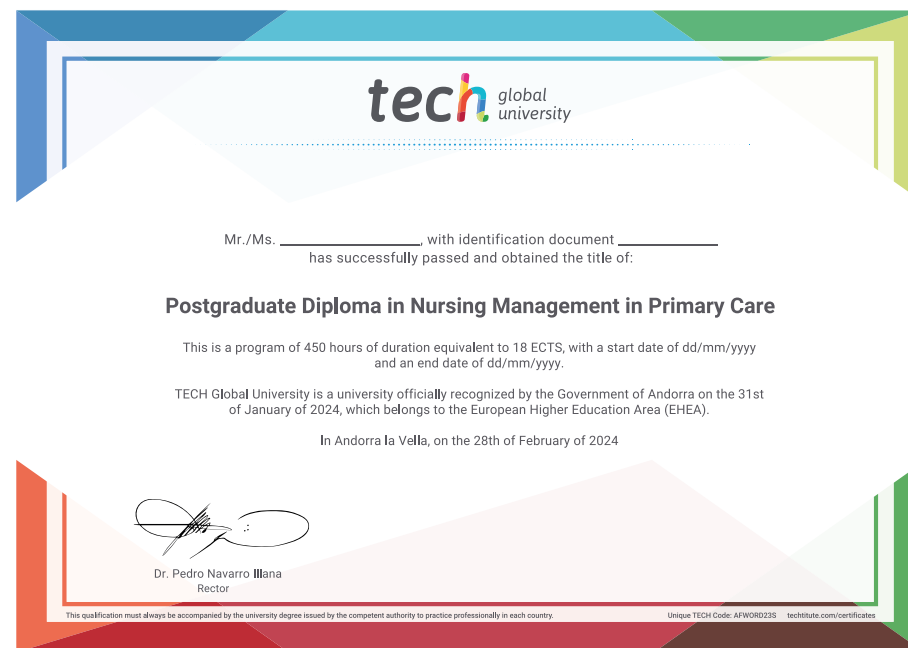 tech global university
Mr./Ms. ____________________, with identification document ______________
has successfully passed and obtained the title of:
Postgraduate Diploma in Nursing Management in Primary Care
This is a program of 450 hours of duration equivalent to 18 ECTS, with a start date of dd/mm/yyyy
and an end date of dd/mm/yyyy.
TECH Global University is a university officially recognized by the Government of Andorra on the 31st
of January of 2024, which belongs to the European Higher Education Area (EHEA).
In Andorra la Vella, on the 28th of February of 2024
Dr. Pedro Navarro Illana
Rector
This qualification must always be accompanied by the university degree issued by the competent authority to practice professionally in each country.
Unique TECH Code: AFWORD23S techtitute.com/certificates